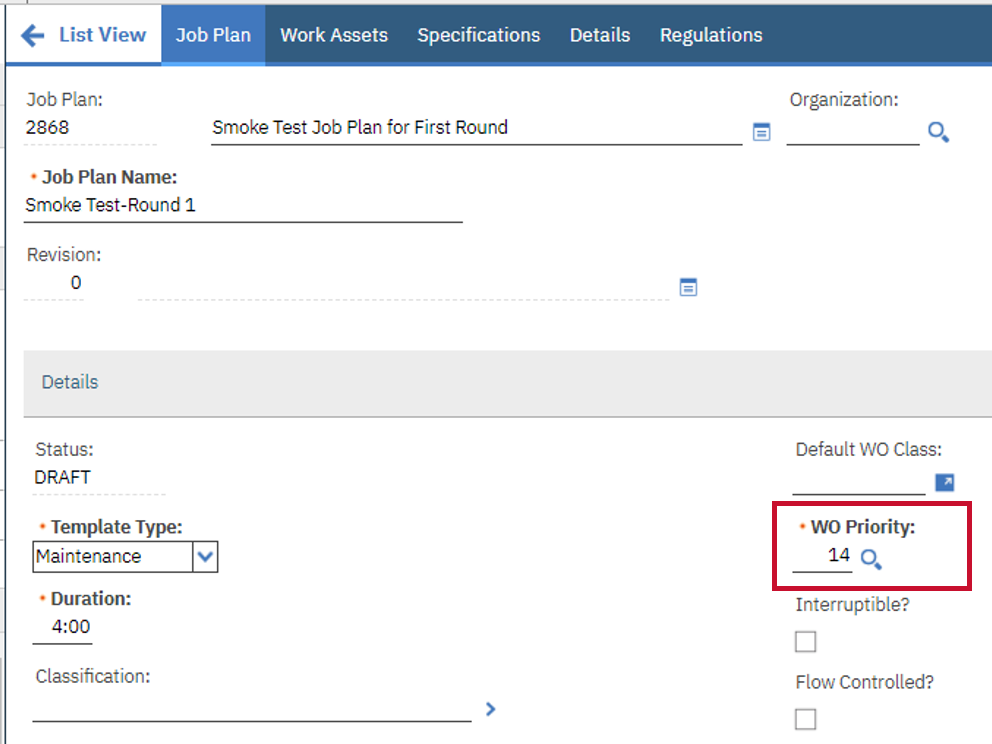 List View Job Plan Work Assets Specifications Details Regulations
Job Plan: Organization:
2868 Smoke Test Job Plan for First Round
* Job Plan Name:
Smoke Test-Round 1
Revision:
0
Details
Status: Default WO Class:
DRAFT
* Template Type: * WO Priority:
Maintenance 14
* Duration: Interruptible?
4:00
Classification: Flow Controlled?